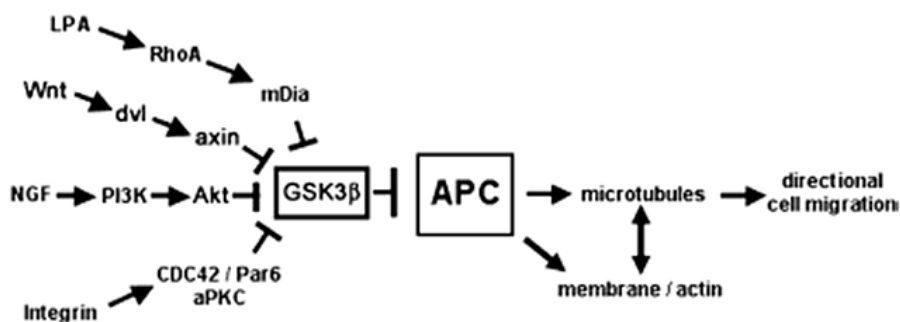 LPA
RhoA
mDia
Wnt
dvl
axin
NGF
PI3K
Akt
GSK3β
APC
microtubules
directional
cell migration
CDC42 / Par6
aPKC
Integrin
membrane / actin